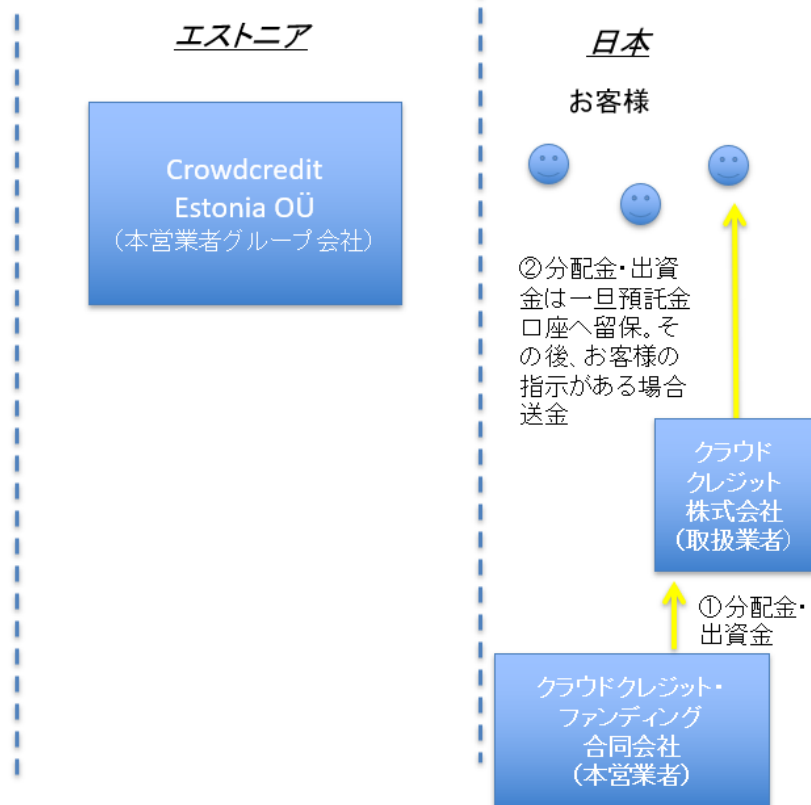 エストニア
日本
お客様
Crowdcredit
Estonia OÜ
（本営業者グループ会社）
②分配金・出資
金は一旦預託金
口座へ留保。そ
の後、お客様の
指示がある場合
送金
クラウド
クレジット
株式会社
（取扱業者）
①分配金・
出資金
クラウドクレジット・
ファンディング
合同会社
（本営業者）